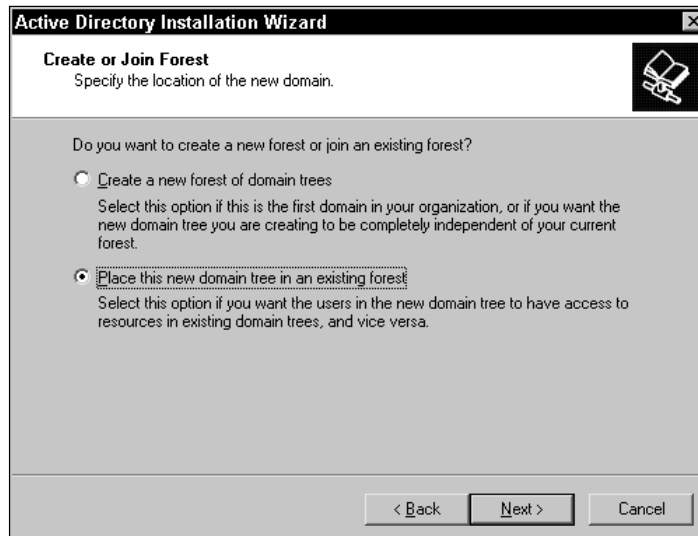 Active Directory Installation Wizard
Create or Join Forest
Specify the location of the new domain.
Do you want to create a new forest or join an existing forest?
Create a new forest of domain trees
Select this option if this is the first domain in your organization, or if you want the
new domain tree you are creating to be completely independent of your current
forest.
Place this new domain tree in an existing forest
Select this option if you want the users in the new domain tree to have access to
resources in existing domain trees, and vice versa.
< Back Next > Cancel